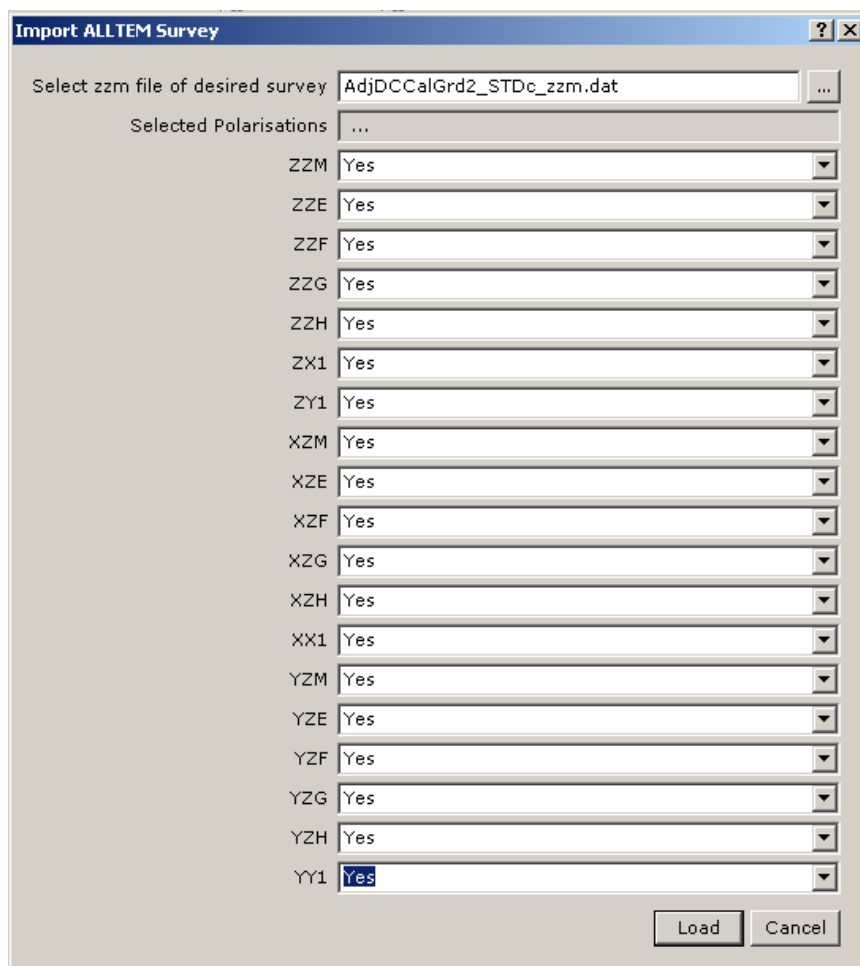 Import ALLTEM Survey ? X
Select zzm file of desired survey AdjDCCalGrd2_STDc_zzm.dat ...
Selected Polarisations ...
ZZM Yes
ZZE Yes
ZZF Yes
ZZG Yes
ZZH Yes
ZX1 Yes
ZY1 Yes
XZM Yes
XZE Yes
XZF Yes
XZG Yes
XZH Yes
XX1 Yes
YZM Yes
YZE Yes
YZF Yes
YZG Yes
YZH Yes
YY1 Yes
Load Cancel